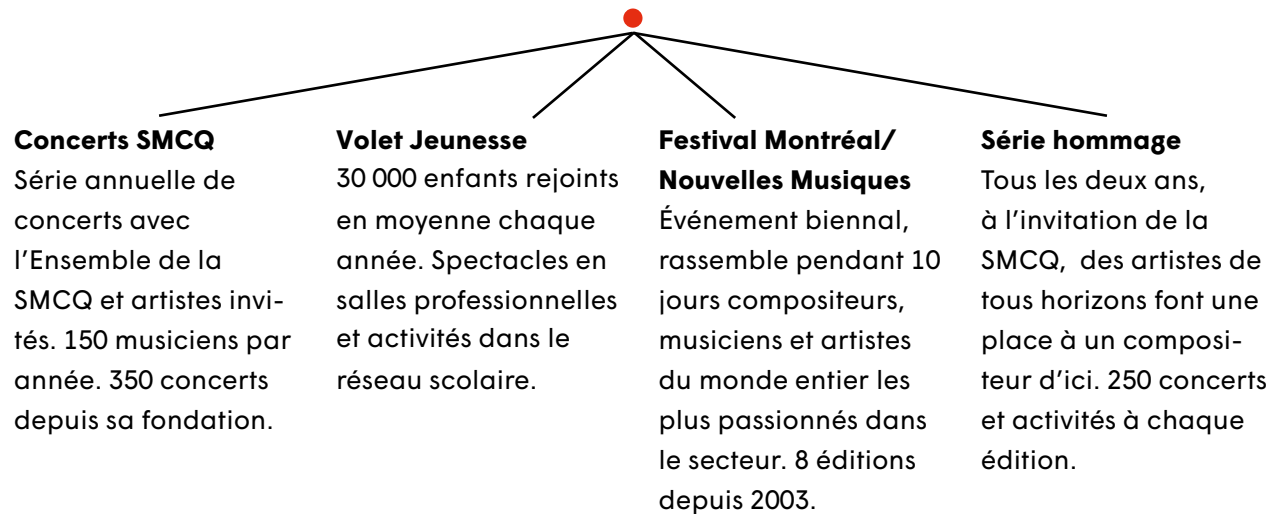 Concerts SMCQ
Série annuelle de
concerts avec
l'Ensemble de la
SMCQ et artistes invi-
tés. 150 musiciens par
année. 350 concerts
depuis sa fondation.
Volet Jeunesse
30 000 enfants rejoints
en moyenne chaque
année. Spectacles en
salles professionnelles
et activités dans le
réseau scolaire.
Festival Montréal/
Nouvelles Musiques
Événement biennal,
rassemble pendant 10
jours compositeurs,
musiciens et artistes
du monde entier les
plus passionnés dans
le secteur. 8 éditions
depuis 2003.
Série hommage
Tous les deux ans,
à l'invitation de la
SMCQ,  des artistes de
tous horizons font une
place à un composi-
teur d'ici. 250 concerts
et activités à chaque
édition.